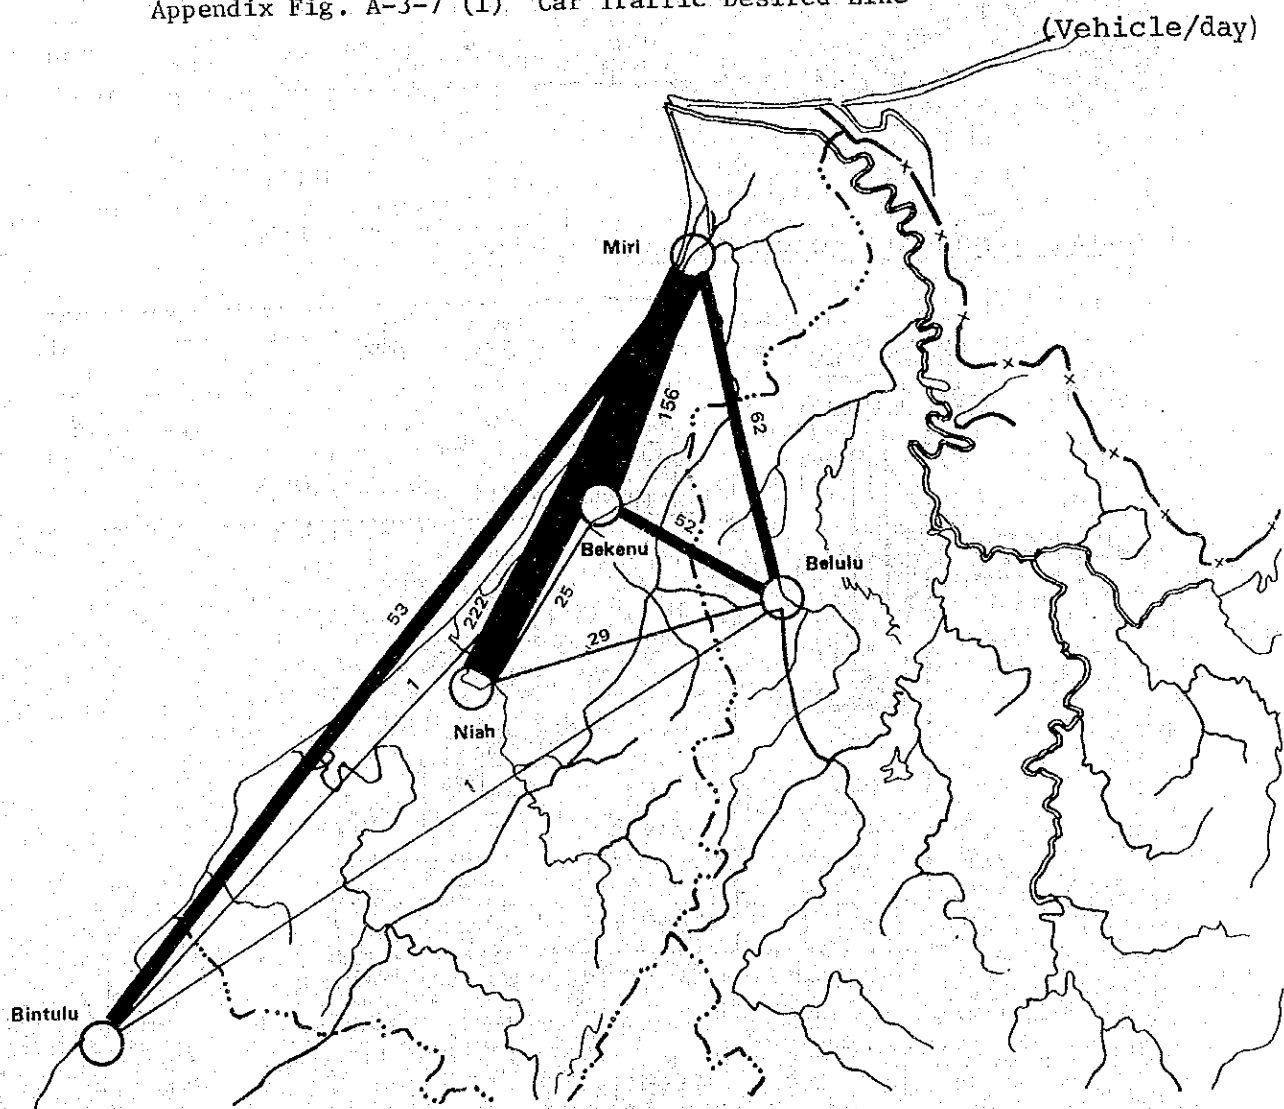 Appendix Fig. A-3-7 (1) Car Traffic Desired Line
(Vehicle/day)
Miri
156
62
52
Bekenu
Belulu
25
222
53
29
1
Niah
1
Bintulu